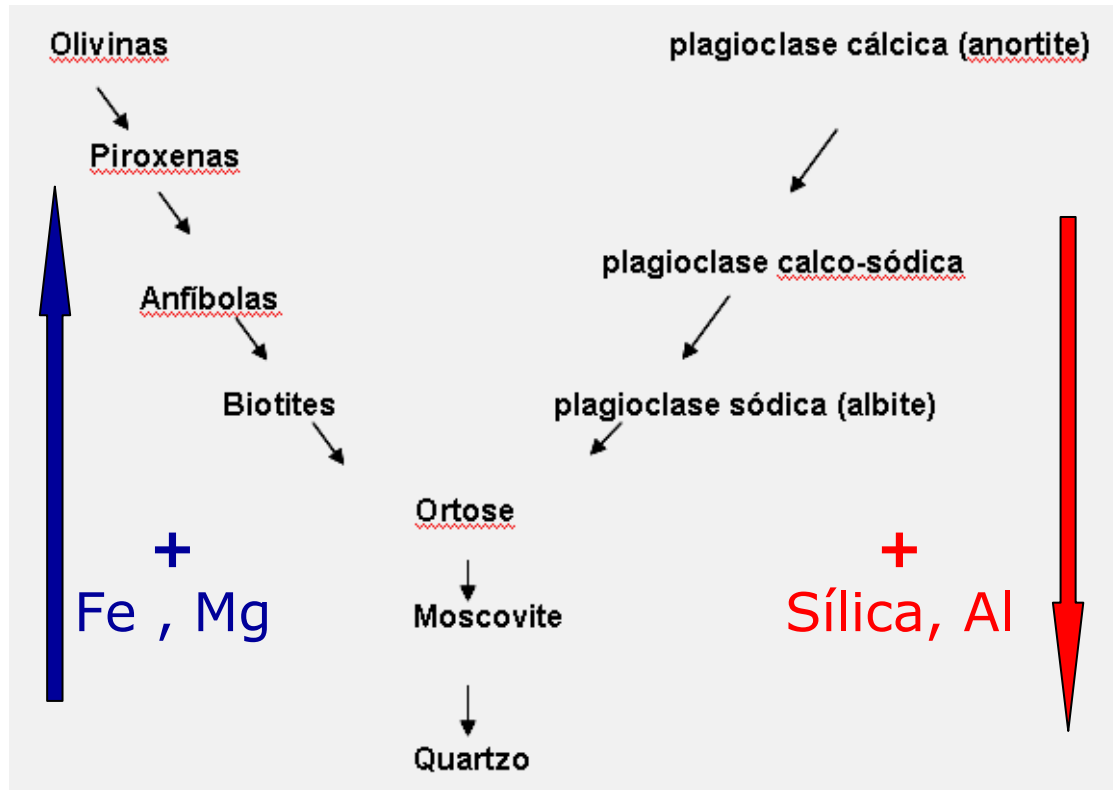 Olivinas
plagioclase cálcica (anortite)
Piroxenas
plagioclase calco-sódica
Anfíbolas
Biotites
plagioclase sódica (albite)
Ortose
+
Fe , Mg
+
Sílica, Al
Moscovite
Quartzo